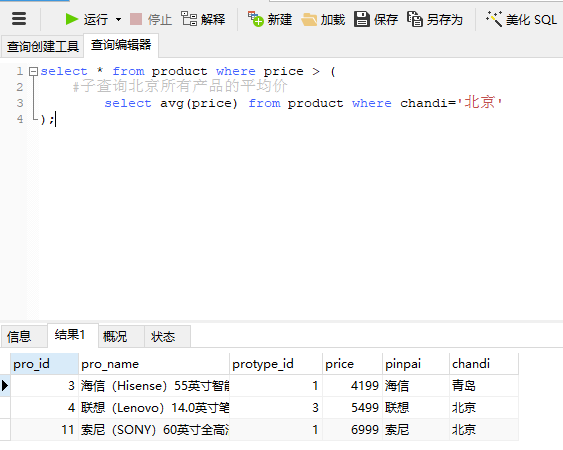 运行 停止 解释 新建 加载 保存 另存为 美化 SQL
查询创建工具 查询编辑器
1 select * from product where price > (
2 #子查询北京所有产品的平均价
3 select avg(price) from product where chandi='北京'
4 );
信息 结果1 概况 状态
pro_id pro_name protype_id price pinpai chandi
3 海信（Hisense）55英寸智能 1 4199 海信 青岛
4 联想（Lenovo）14.0英寸笔 3 5499 联想 北京
11 索尼（SONY）60英寸全高清 1 6999 索尼 北京